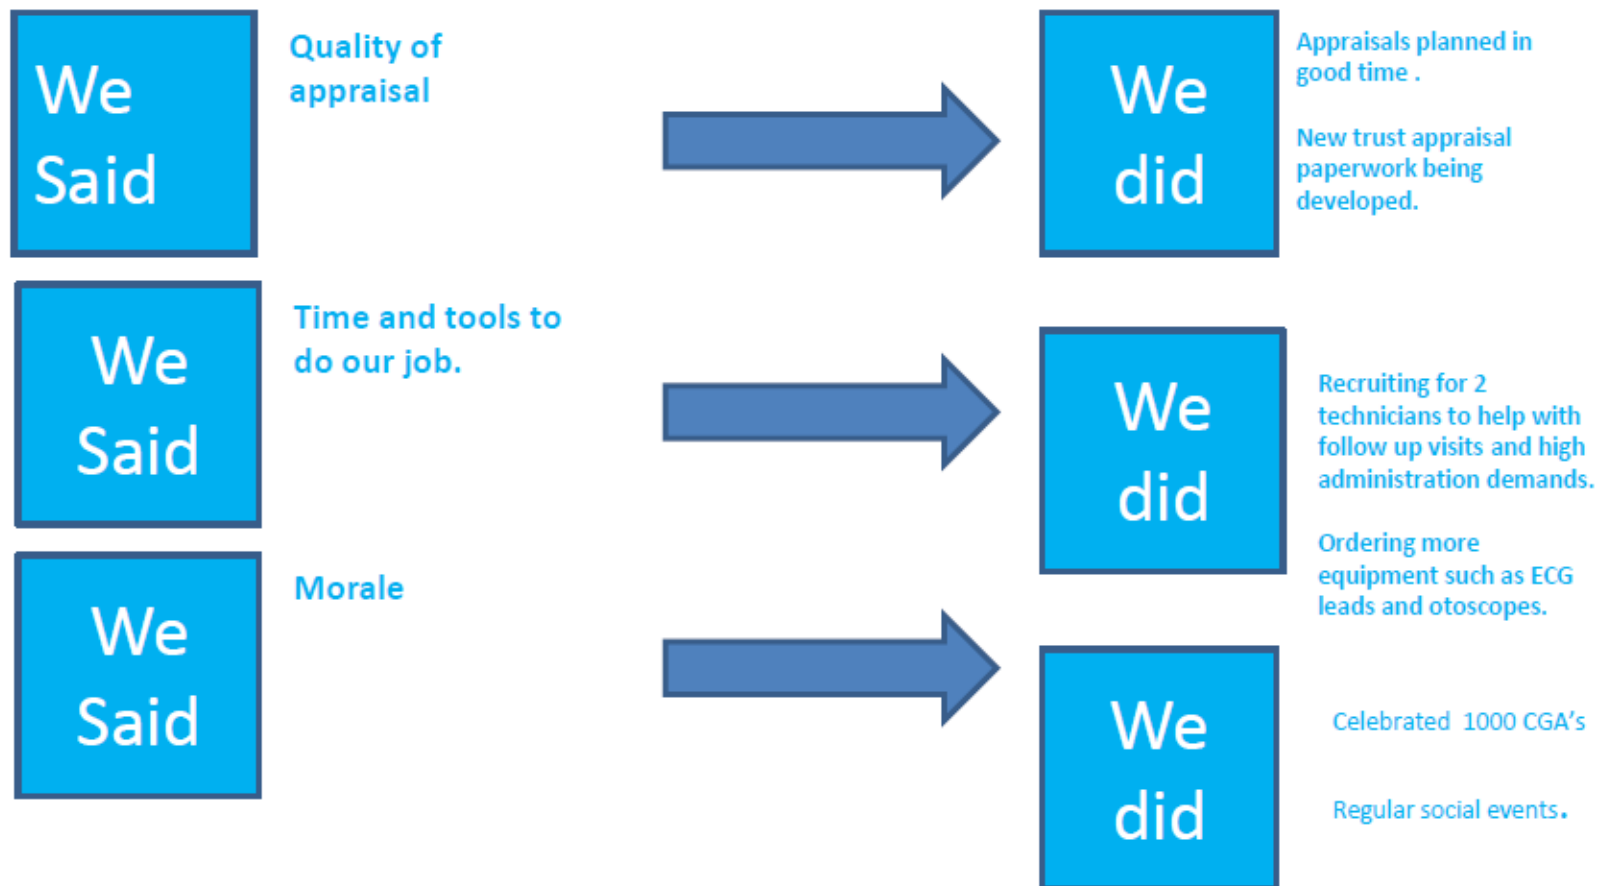 We
Said
Quality of
appraisal
We
did
Appraisals planned in
good time .
New trust appraisal
paperwork being
developed.
We
Said
Time and tools to
do our job.
We
did
Recruiting for 2
technicians to help with
follow up visits and high
administration demands.
Ordering more
equipment such as ECG
leads and otoscopes.
We
Said
Morale
We
did
Celebrated  1000 CGA's
Regular social events.